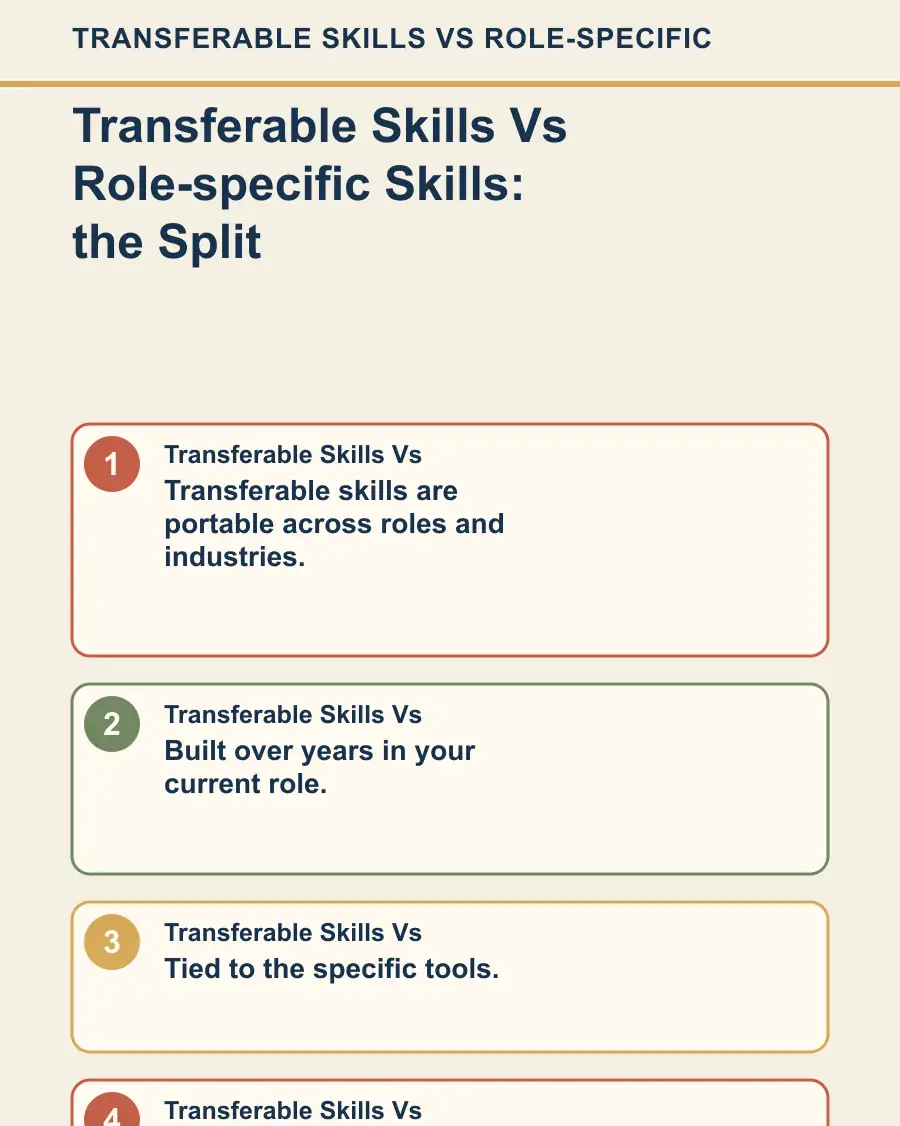 TRANSFERABLE SKILLS VS ROLE-SPECIFIC
Transferable Skills Vs
Role-specific Skills:
the Split
1
Transferable Skills Vs
Transferable skills are
portable across roles and
industries.
2
Transferable Skills Vs
Built over years in your
current role.
3
Transferable Skills Vs
Tied to the specific tools.
4
Transferable Skills Vs